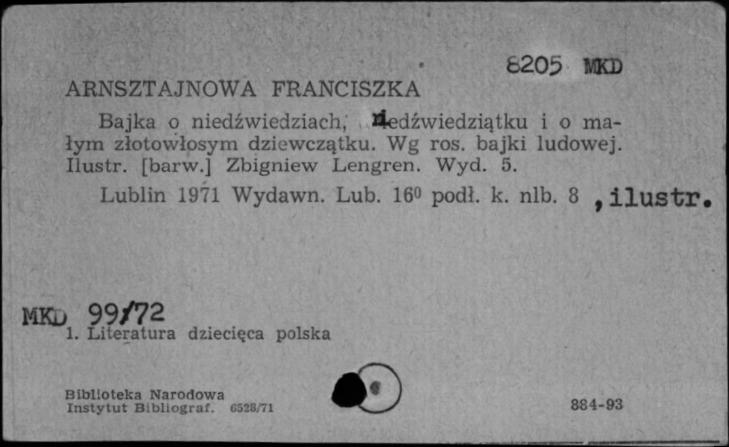 8205 MKD
ARNSZTAJNOWA FRANCISZKA
Bajka o niedźwiedziach, niedźwiedziątku i o ma-
łym złotowłosym dziewczątku. Wg ros. bajki ludowej.
Ilustr. [barw.] Zbigniew Lengren. Wyd. 5.
Lublin 1971 Wydawn. Lub. 16⁰ podł. k. nlb. 8 , ilustr.
MKD 99/72
1. Literatura dziecięca polska
Biblioteka Narodowa
Instytut Bibliograf. 6528/71
884-93